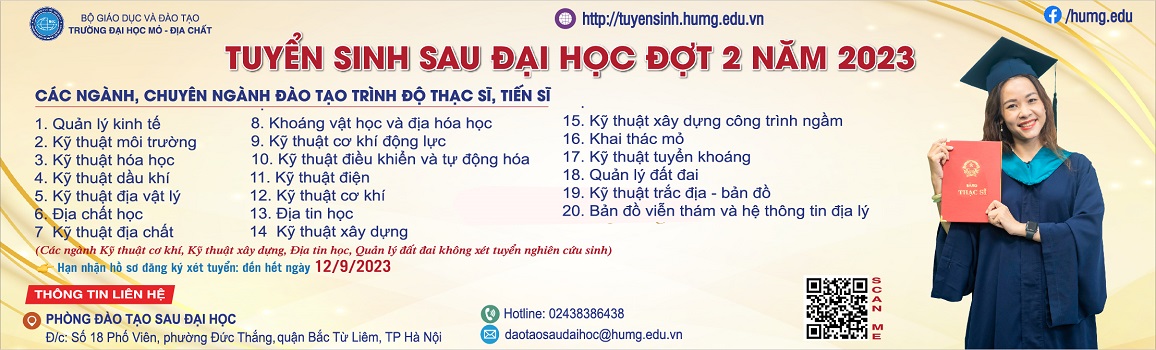 BỘ GIÁO DỤC VÀ ĐÀO TẠO
TRƯỜNG ĐẠI HỌC MỎ - ĐỊA CHẤT
http://tuyensinh.humg.edu.vn
/humg.edu
TUYỂN SINH SAU ĐẠI HỌC ĐỢT 2 NĂM 2023
CÁC NGÀNH, CHUYÊN NGÀNH ĐÀO TẠO TRÌNH ĐỘ THẠC SĨ, TIẾN SĨ
1. Quản lý kinh tế
2. Kỹ thuật môi trường
3. Kỹ thuật hóa học
4. Kỹ thuật dầu khí
5. Kỹ thuật địa vật lý
6. Địa chất học
7 Kỹ thuật địa chất
8. Khoáng vật học và địa hóa học
9. Kỹ thuật cơ khí động lực
10. Kỹ thuật điều khiển và tự động hóa
11. Kỹ thuật điện
12. Kỹ thuật cơ khí
13. Địa tin học
14 Kỹ thuật xây dựng
15. Kỹ thuật xây dựng công trình ngầm
16. Khai thác mỏ
17. Kỹ thuật tuyển khoáng
18. Quản lý đất đai
19. Kỹ thuật trắc địa - bản đồ
20. Bản đồ viễn thám và hệ thông tin địa lý
(Các ngành Kỹ thuật cơ khí, Kỹ thuật xây dựng, Địa tin học, Quản lý đất đai không xét tuyển nghiên cứu sinh)
Hạn nhận hồ sơ đăng ký xét tuyển: đến hết ngày 12/9/2023
THÔNG TIN LIÊN HỆ
PHÒNG ĐÀO TẠO SAU ĐẠI HỌC
Đ/c: Số 18 Phố Viên, phường Đức Thắng, quận Bắc Từ Liêm, TP Hà Nội
Hotline: 02438386438
daotaosaudaihoc@humg.edu.vn
SCAN ME
BẰNG
THẠC SĨ